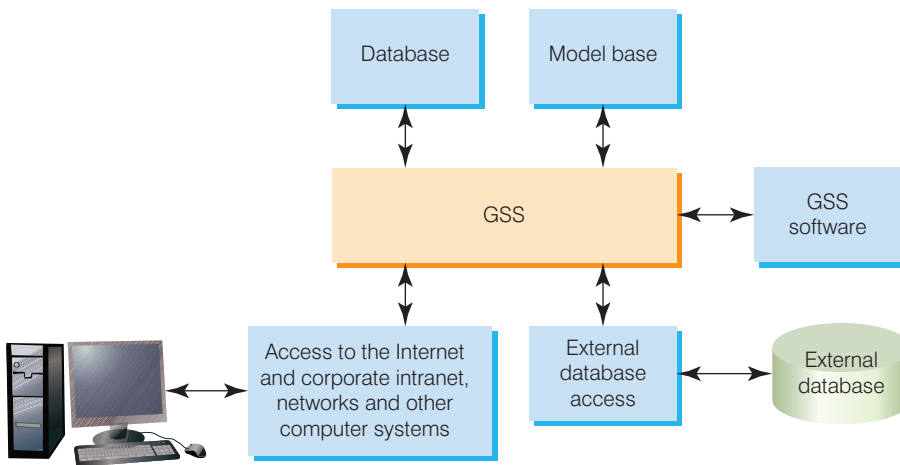 Database
Model base
GSS
GSS
software
Access to the Internet
and corporate intranet,
networks and other
computer systems
External
database
access
External
database